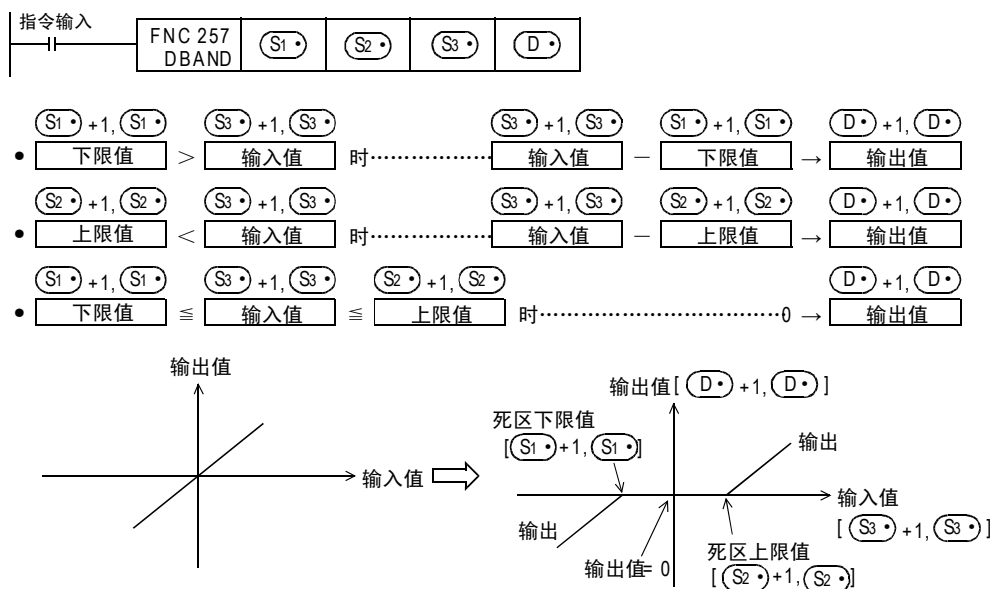 指令输入
FNC 257
DBAND
S1• S2• S3• D•
S1• +1, S1• S3• +1, S3• S3• +1, S3• S1• +1, S1• D• +1, D•
• 下限值 > 输入值 时……………… 输入值 － 下限值 → 输出值
S2• +1, S2• S3• +1, S3• S3• +1, S3• S2• +1, S2• D• +1, D•
• 上限值 < 输入值 时……………… 输入值 － 上限值 → 输出值
S1• +1, S1• S3• +1, S3• S2• +1, S2• D• +1, D•
• 下限值 ≦ 输入值 ≦ 上限值 时………………………………0 → 输出值
输出值
输入值
输出值[ D• +1, D• ]
死区下限值
[S1• +1, S1•]
输出
输入值
[ S3• +1, S3• ]
输出
输出值= 0
死区上限值
[ S2• +1, S2•]